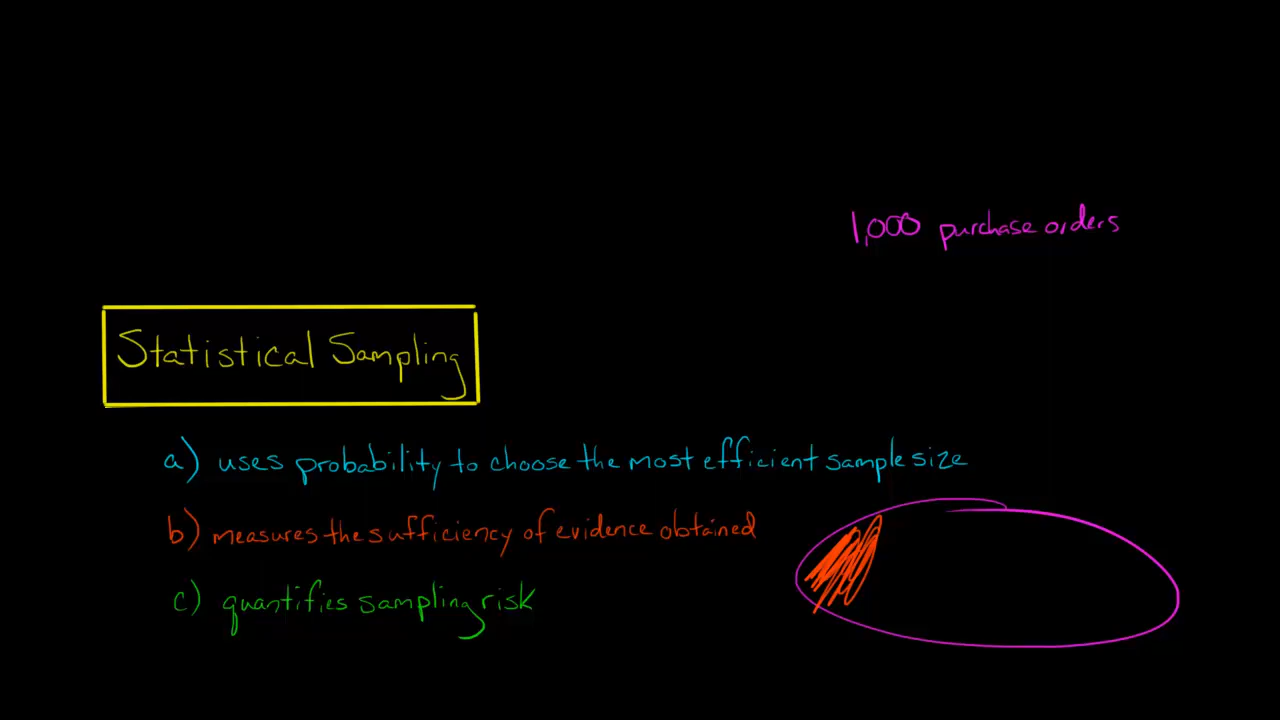 1,000 purchase orders
Statistical Sampling
a) uses probability to choose the most efficient sample size
b) measures the sufficiency of evidence obtained
c) quantifies sampling risk